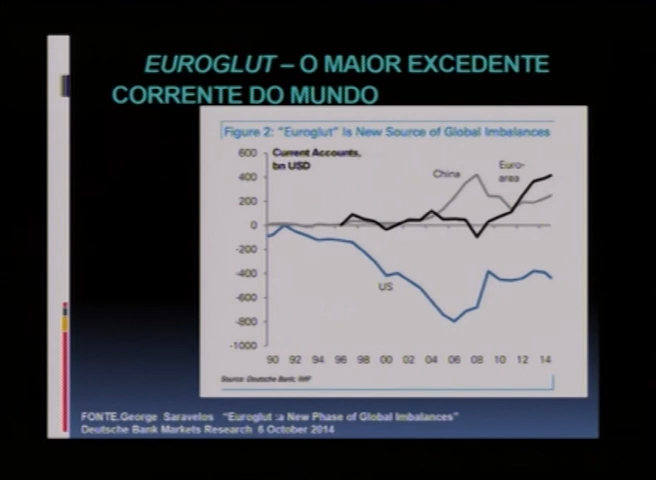 EUROGLUT – O MAIOR EXCEDENTE
CORRENTE DO MUNDO
Figure 2: "Euroglut" Is New Source of Global Imbalances
Current Accounts,
bn USD
600
400
200
0
-200
-400
-600
-800
-1000
China
Euro-
area
US
90 92 94 96 98 00 02 04 06 08 10 12 14
Source: Deutsche Bank, IMF
FONTE.George Saravelos "Euroglut :a New Phase of Global Imbalances"
Deutsche Bank Markets Research 6 October 2014